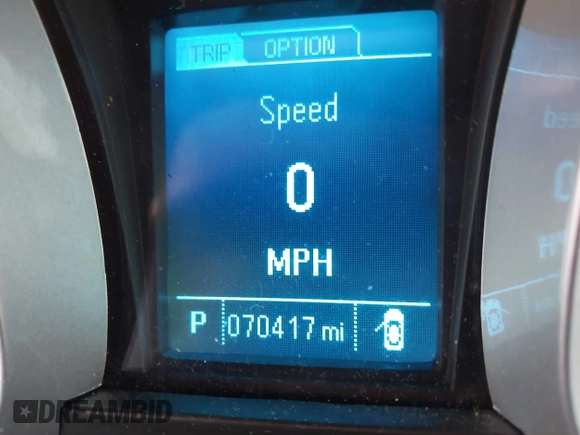 TRIP OPTION
Speed
0
MPH
P 070417 mi
DREAMBID